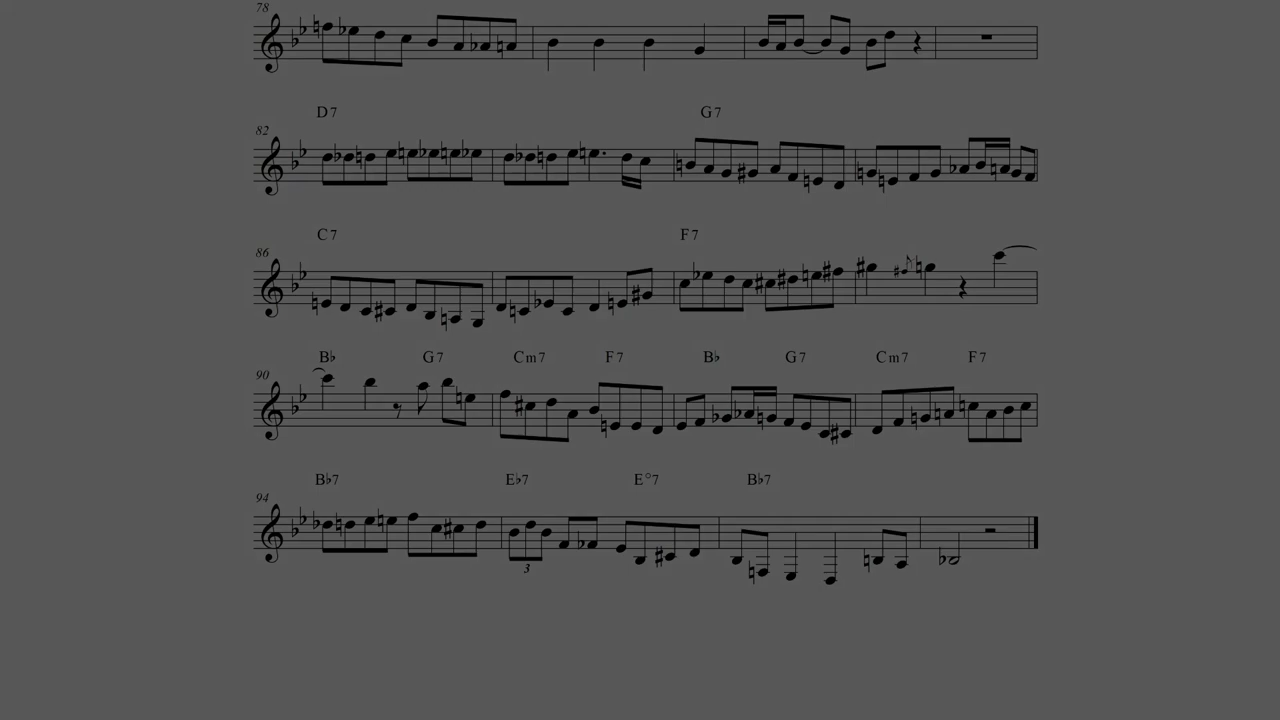 78
82 D7 G7
86 C7 F7
90 B♭ G7 Cm7 F7 B♭ G7 Cm7 F7
94 B♭7 E♭7 E°7 B♭7
3